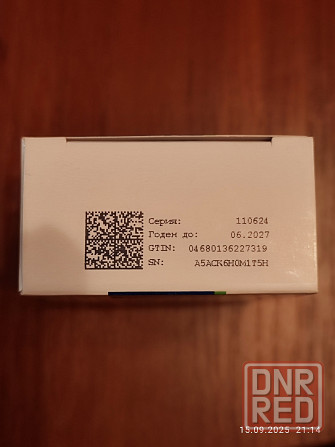 Серия: 110624
Годен до: 06.2027
GTIN: 04680136227319
SN: A5ACK6H0M1T5H
DNR
RED
15.09.2025 21:14